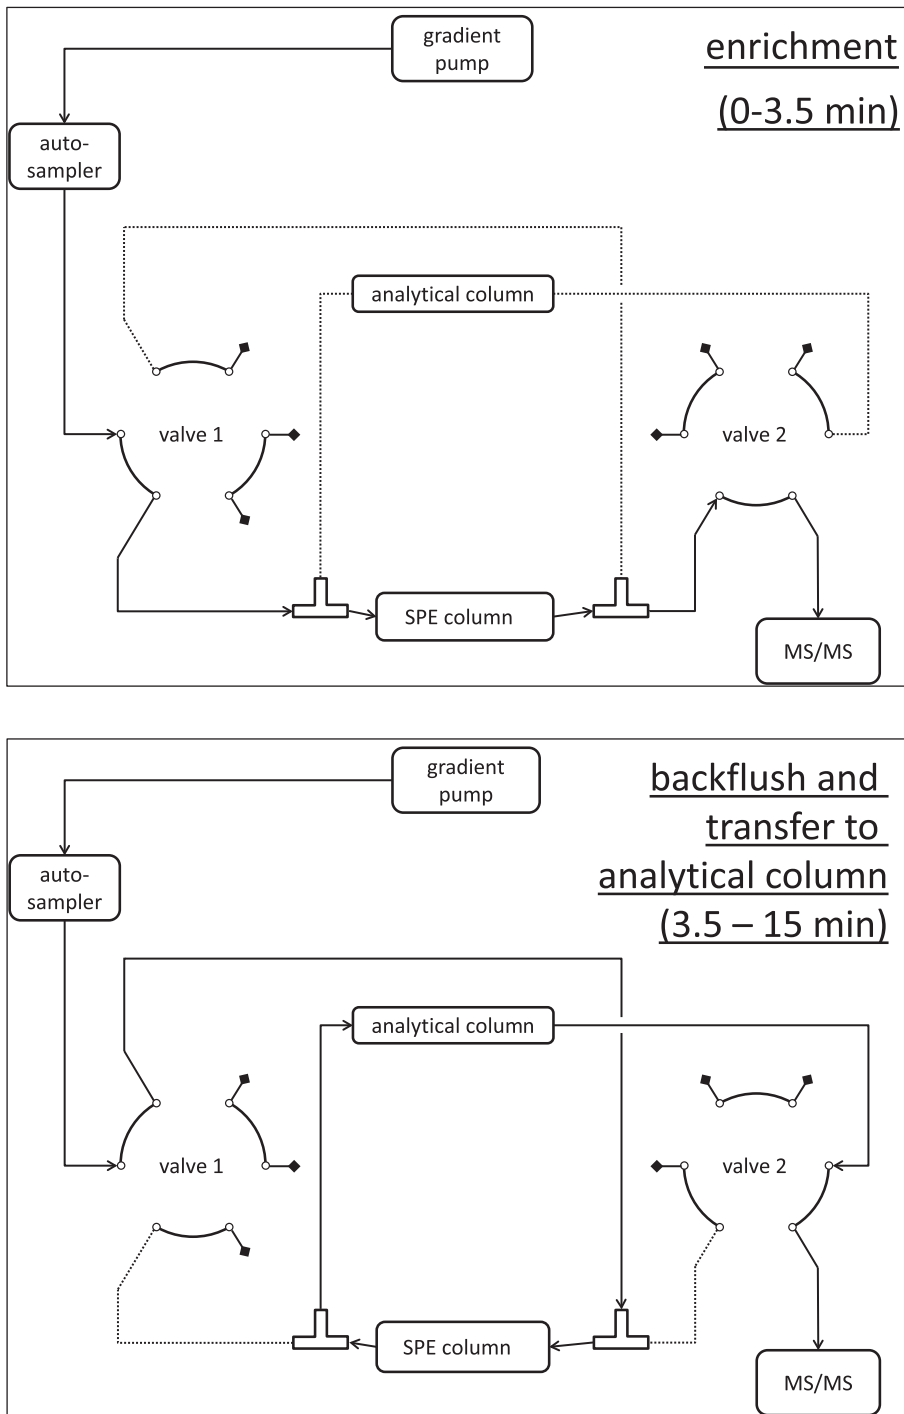 gradient
pump
enrichment
(0-3.5 min)
auto-
sampler
analytical column
valve 1
valve 2
SPE column
MS/MS
gradient
pump
backflush and
transfer to
analytical column
(3.5 – 15 min)
auto-
sampler
analytical column
valve 1
valve 2
SPE column
MS/MS